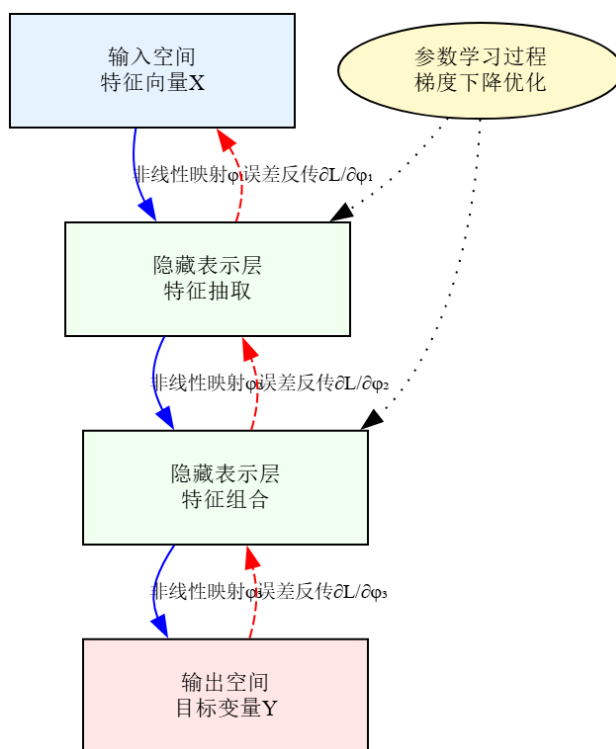 输入空间
特征向量X
参数学习过程
梯度下降优化
非线性映射φ₁误差反传∂L/∂φ₁
隐藏表示层
特征抽取
非线性映射φ₂误差反传∂L/∂φ₂
隐藏表示层
特征组合
非线性映射φ₃误差反传∂L/∂φ₃
输出空间
目标变量Y